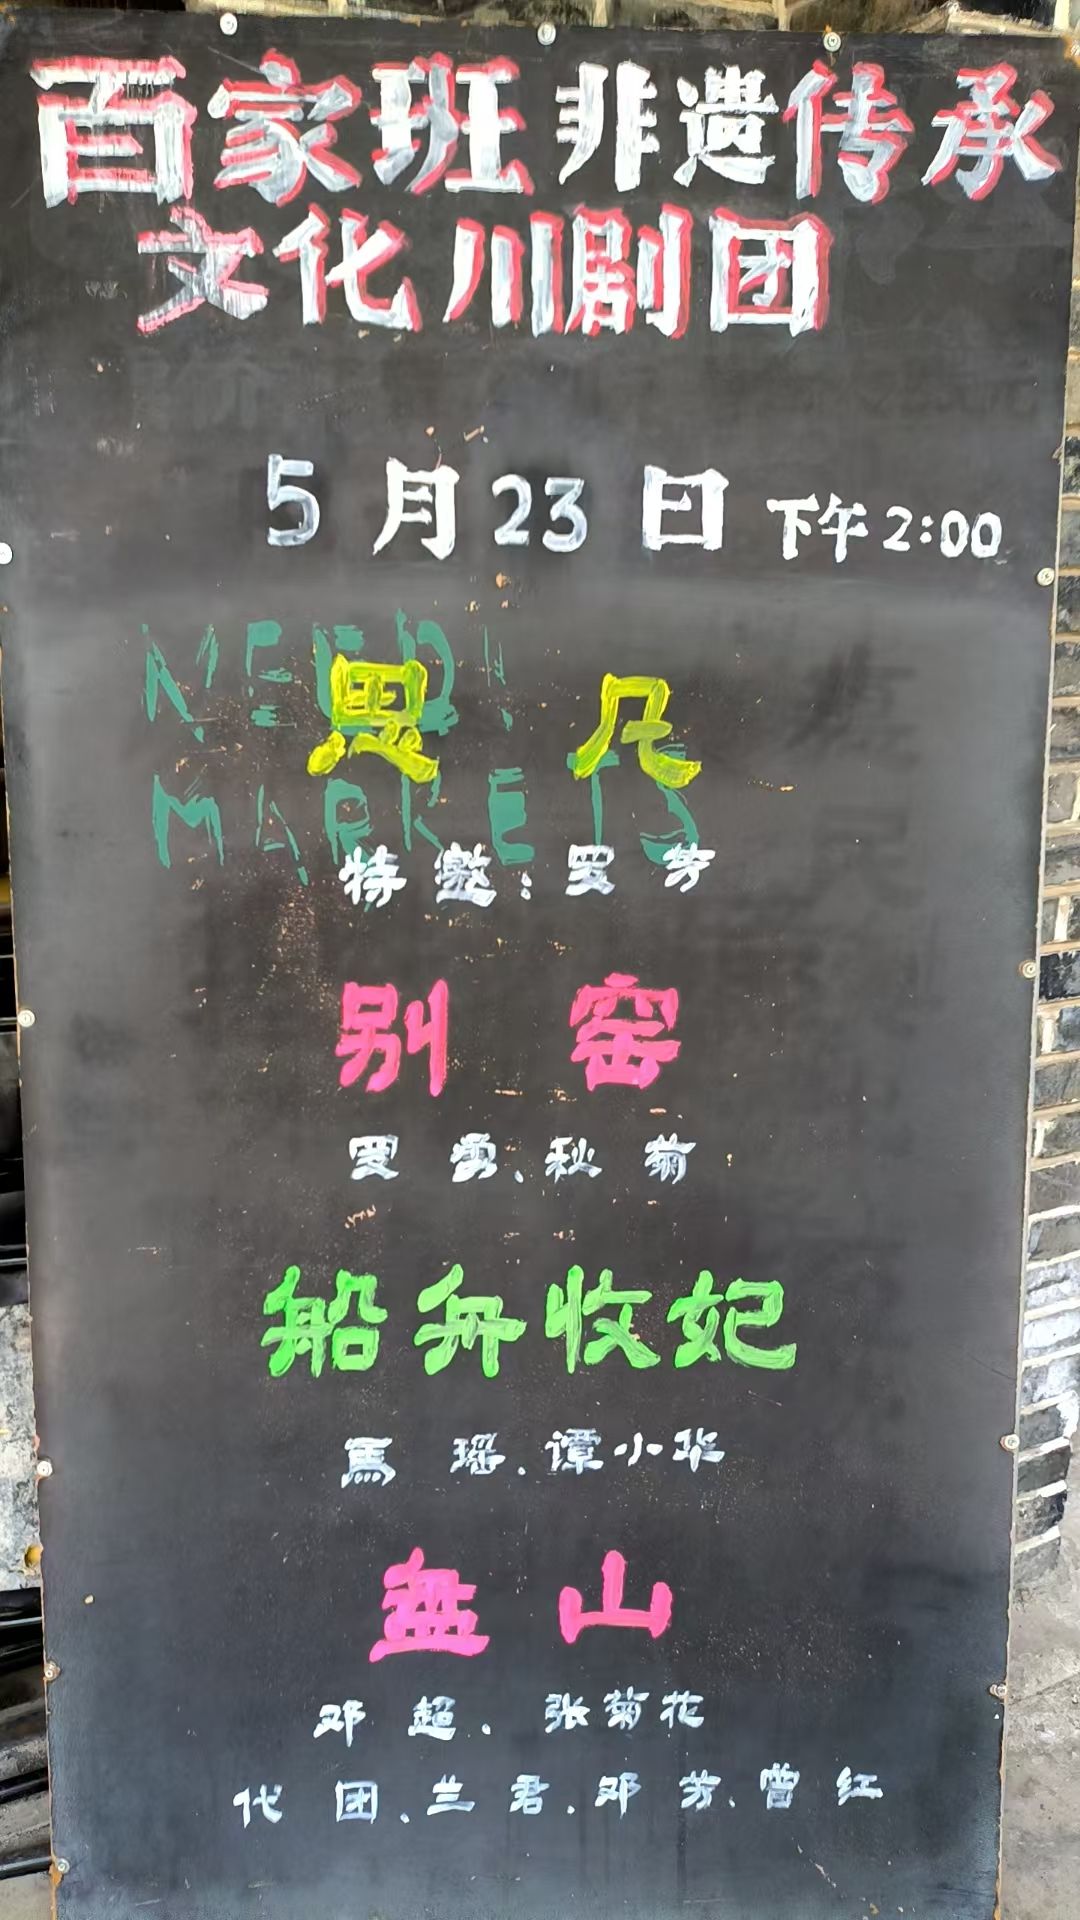 百家班非遗传承
文化川剧团
5月23日 下午2:00
NEED!
思凡
MARKETS
特邀:罗芳
别窑
罗勇、秋菊
船舟收妃
馬瑶、谭小华
盘山
邓超、张菊花
代团、兰君、邓芳、曾红